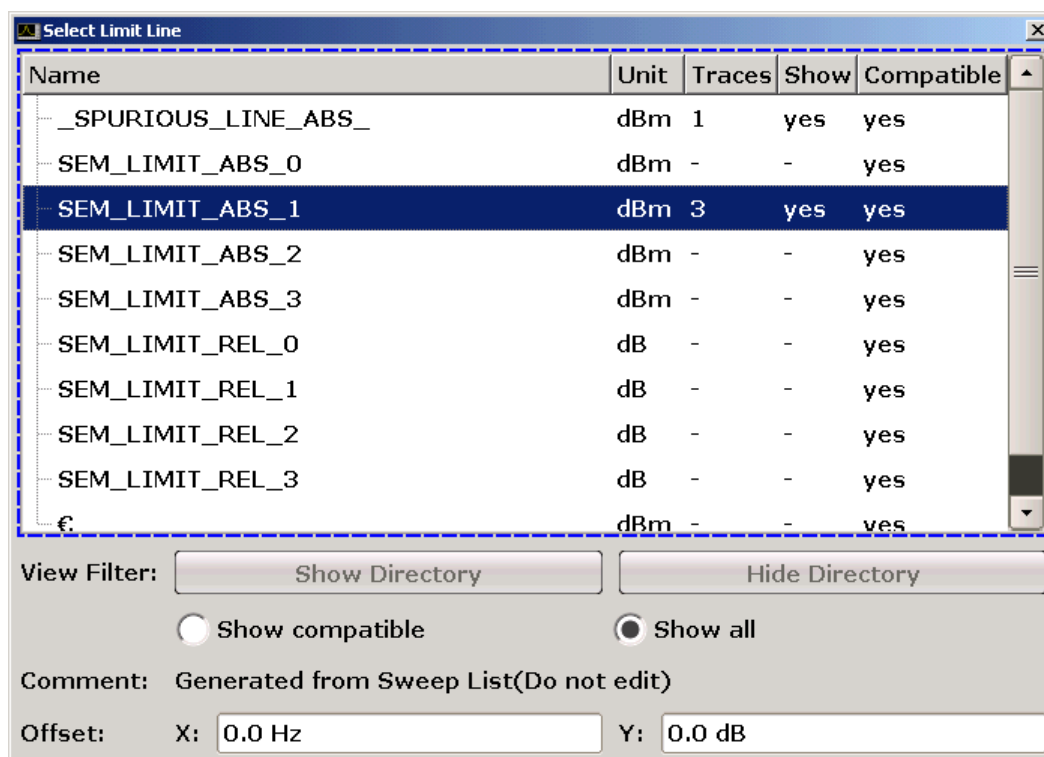 Select Limit Line
Name Unit Traces Show Compatible
_SPURIOUS_LINE_ABS_ dBm 1 yes yes
SEM_LIMIT_ABS_0 dBm - - yes
SEM_LIMIT_ABS_1 dBm 3 yes yes
SEM_LIMIT_ABS_2 dBm - - yes
SEM_LIMIT_ABS_3 dBm - - yes
SEM_LIMIT_REL_0 dB - - yes
SEM_LIMIT_REL_1 dB - - yes
SEM_LIMIT_REL_2 dB - - yes
SEM_LIMIT_REL_3 dB - - yes
€ dBm - - yes
View Filter: Show Directory Hide Directory
Show compatible Show all
Comment: Generated from Sweep List(Do not edit)
Offset: X: 0.0 Hz Y: 0.0 dB